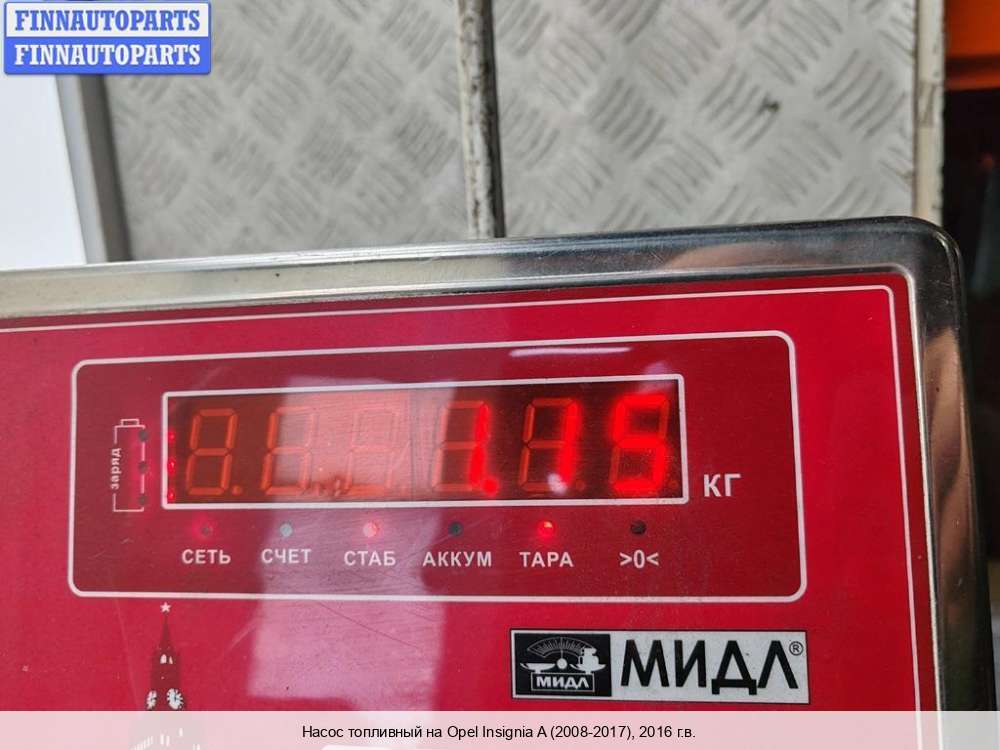 FINNAUTOPARTS
FINNAUTOPARTS
заряд
1.75
КГ
СЕТЬ СЧЕТ СТАБ АККУМ ТАРА >0<
МИДЛ
МИДЛ®
Насос топливный на Opel Insignia A (2008-2017), 2016 г.в.